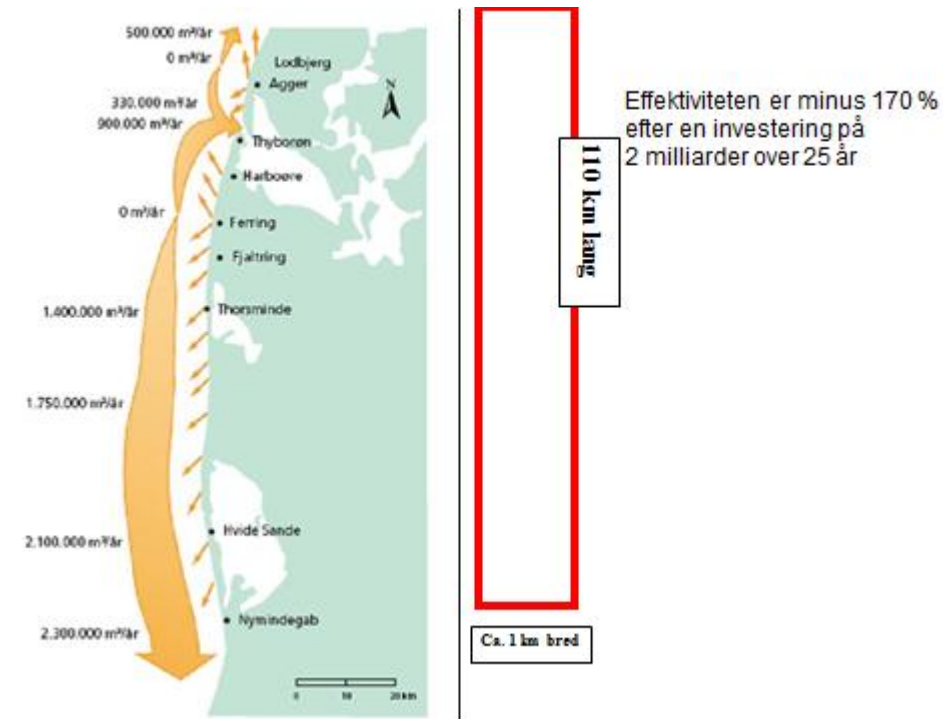 500.000 m³/år
0 m³/år
Lodbjerg
Agger
N
330.000 m³/år
900.000 m³/år
Thyborøn
Harboøre
0 m³/år
Ferring
Fjaltring
1.400.000 m³/år
Thorsminde
1.750.000 m³/år
Hvide Sande
2.100.000 m³/år
Nymindegab
2.300.000 m³/år
0 10 20 km
110 km lang
Effektiviteten er minus 170 %
efter en investering på
2 milliarder over 25 år
Ca. 1 km bred